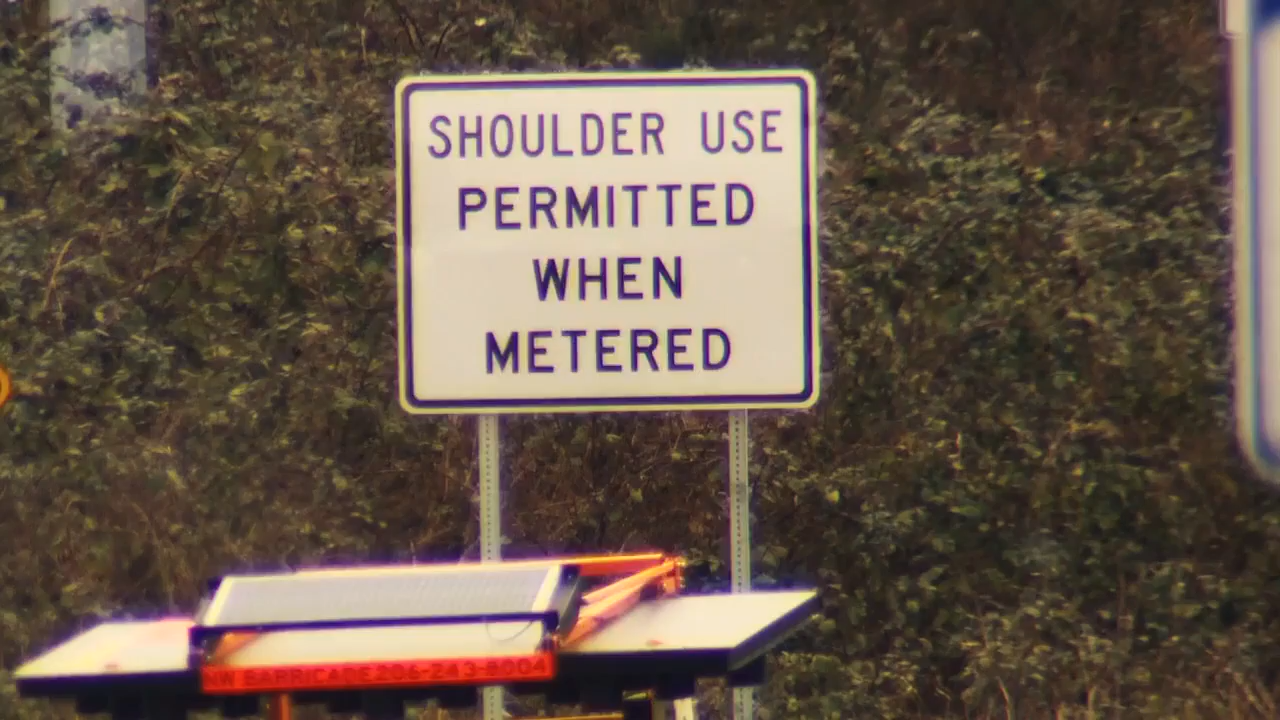 SHOULDER USE
PERMITTED
WHEN
METERED
NW BARRICADE 206-243-8004